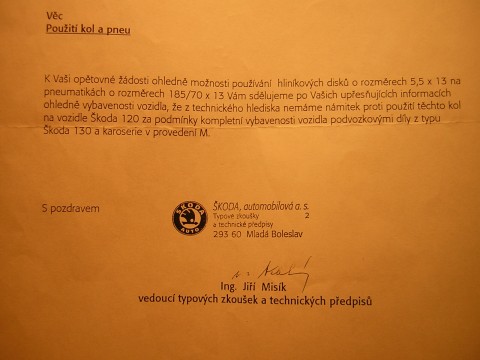 Věc
Použití kol a pneu
K Vaši opětovné žádosti ohledně možnosti používání hliníkových disků o rozměrech 5,5 x 13 na
pneumatikách o rozměrech 185/70 x 13 Vám sdělujeme po Vašich upřesňujících informacích
ohledně vybavenosti vozidla, že z technického hlediska nemáme námitek proti použití těchto kol
na vozidle Škoda 120 za podmínky kompletní vybavenosti vozidla podvozkovými díly z typu
Škoda 130 a karoserie v provedení M.
S pozdravem
ŠKODA
AUTO
ŠKODA, automobilová a. s.
Typové zkoušky 2
a technické předpisy
293 60 Mladá Boleslav
Ing. Jiří Misík
vedoucí typových zkoušek a technických předpisů